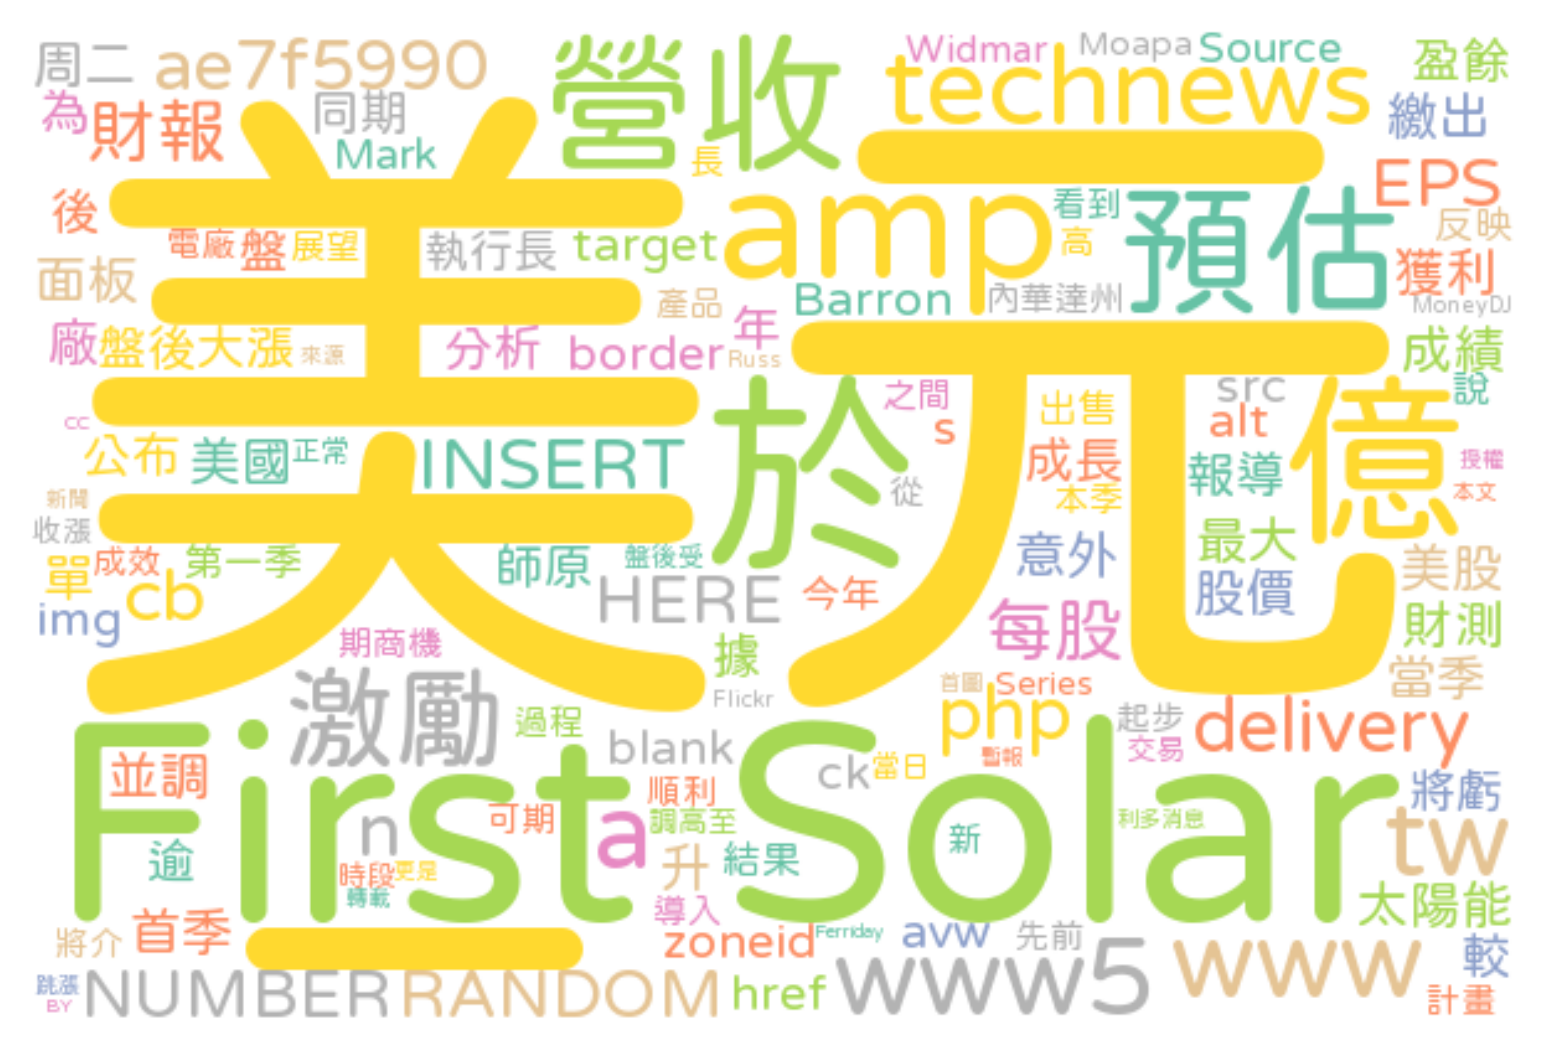 周二 ae7f5990 營收 Widmar Moapa Source 盈餘
為 財報 同期 technews 繳出
Mark 長 EPS
後 美元 amp 看到 預估 反映
電廠 盤 展望 執行長 target 高 獲利
面板 產品 Barron 內華達州 MoneyDJ
廠 盤後大漲 來源 分析 border 年 Russ 成績
cc 於 之間 出售 src 億 說
公布 美國 正常 INSERT s 成長 alt 報導 授權
新聞 從 本季 本文
收漲 成效 第一季 師原 盤後受 意外 最大 美股
單 cb HERE 今年 股價
img 期商機 據 每股 財測
激勵 Flickr 首圖 Series 當季
First Solar 過程 blank php 起步 delivery
並調 順利 ck 當日 暫報 交易 將虧
n 可期 a 調高至 新 利多消息 tw
逾 時段 更是 升 結果
轉載 導入 太陽能
將介 首季 一 zoneid Ferriday avw 先前 較
跳漲 NUMBER RANDOM href www5 www 計畫
BY